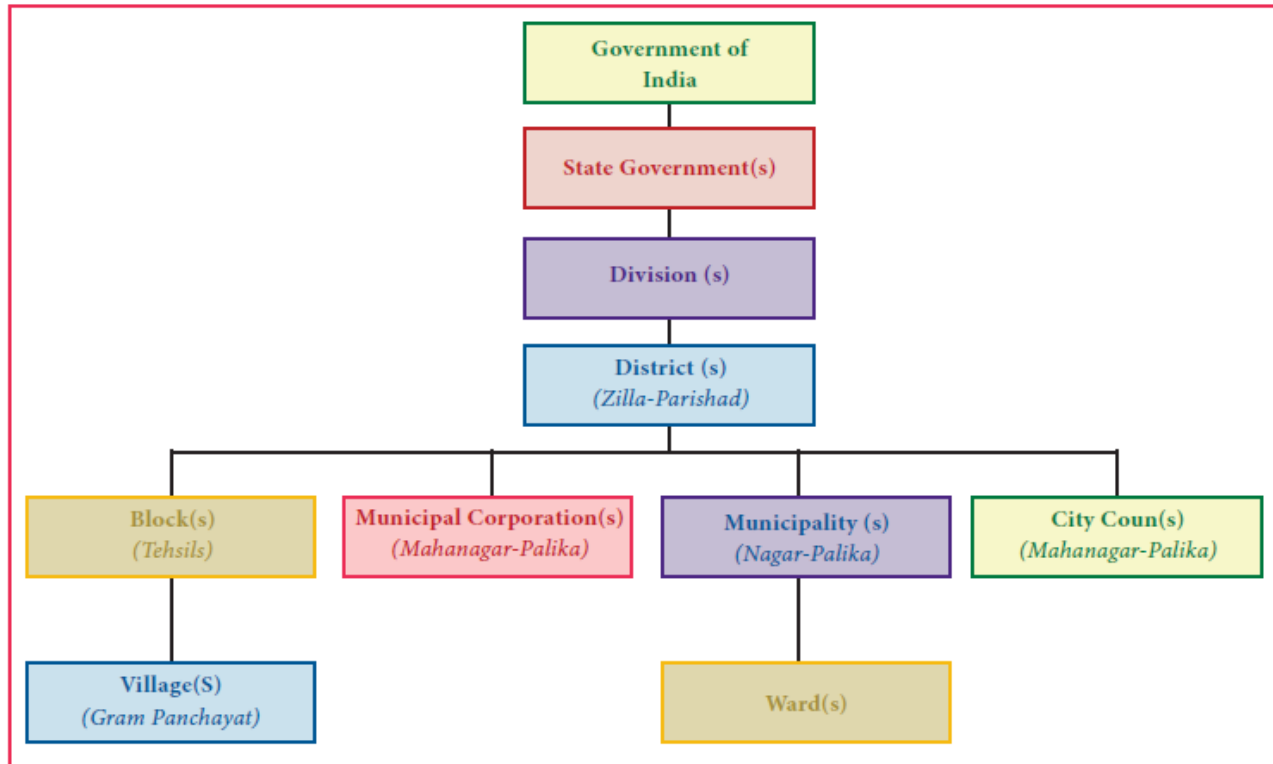 Government of
India
State Government(s)
Division (s)
District (s)
(Zilla-Parishad)
Block(s)
(Tehsils)
Municipal Corporation(s)
(Mahanagar-Palika)
Municipality (s)
(Nagar-Palika)
City Coun(s)
(Mahanagar-Palika)
Village(S)
(Gram Panchayat)
Ward(s)